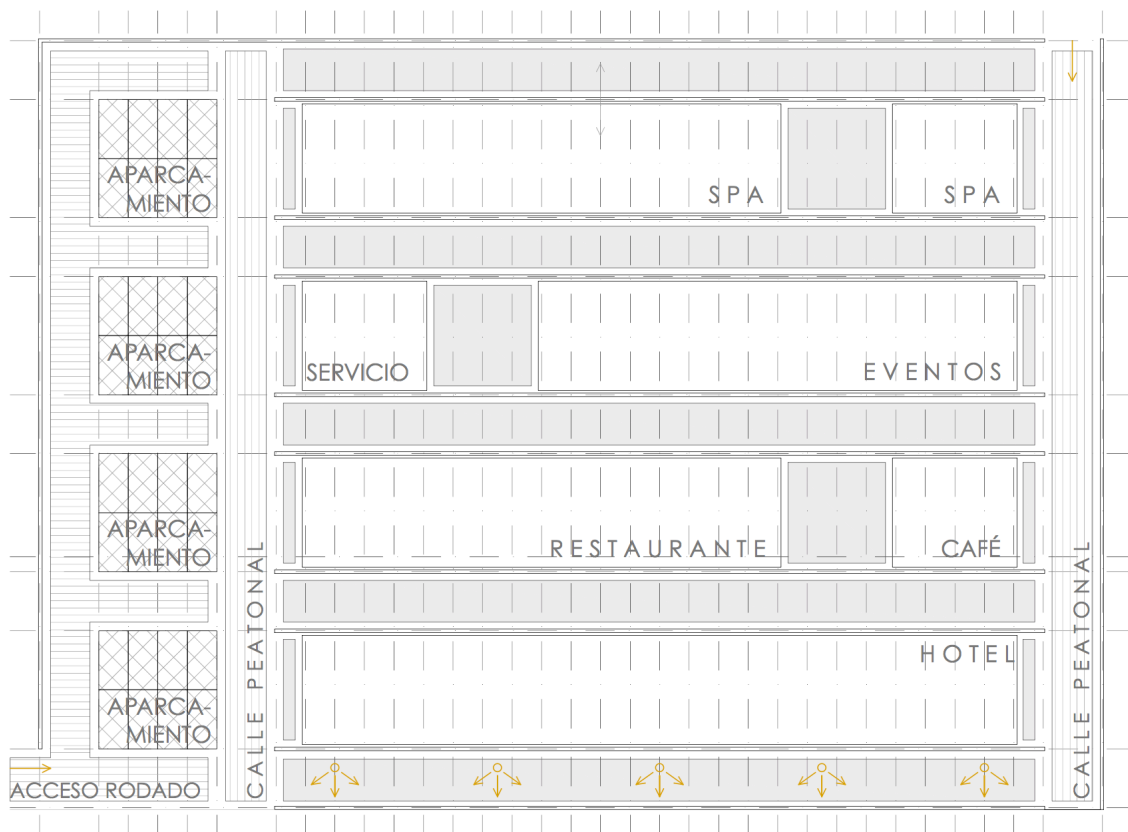 APARCA-
MIENTO
SPA
SPA
APARCA-
MIENTO
SERVICIO
EVENTOS
APARCA-
MIENTO
RESTAURANTE
CAFÉ
CALLE PEATONAL
CALLE PEATONAL
HOTEL
APARCA-
MIENTO
ACCESO RODADO